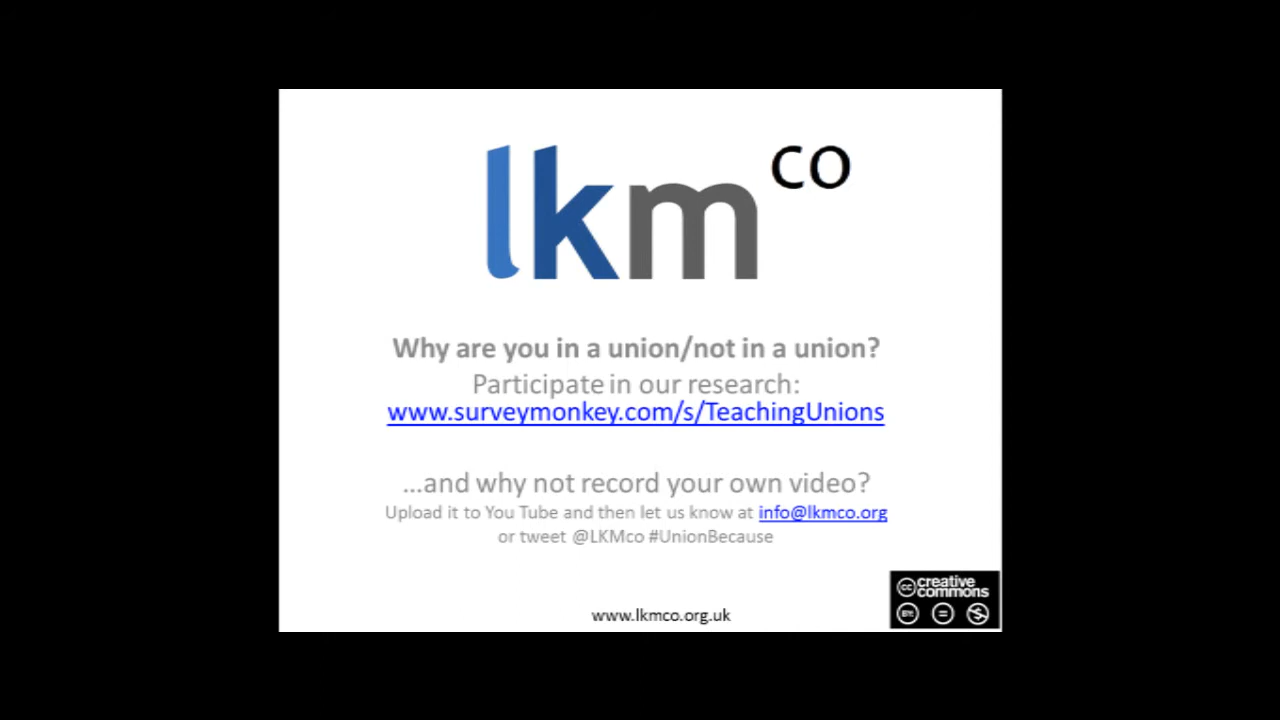 lkm co
Why are you in a union/not in a union?
Participate in our research:
www.surveymonkey.com/s/TeachingUnions
...and why not record your own video?
Upload it to You Tube and then let us know at info@lkmco.org
or tweet @LKMco #UnionBecause
www.lkmco.org.uk
cc creative
commons
BY: = $